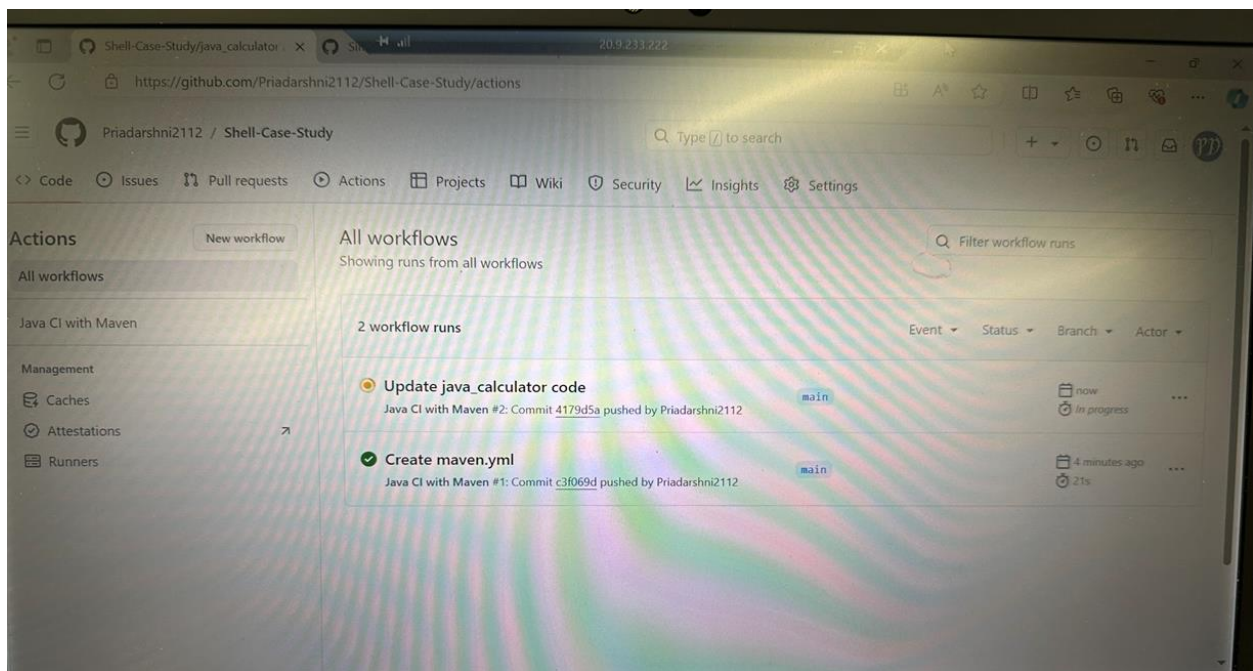 Shell-Case-Study/java_calculator
20.9.233.222
https://github.com/Priadarshni2112/Shell-Case-Study/actions
Priadarshni2112 / Shell-Case-Study
Type / to search
Code Issues Pull requests Actions Projects Wiki Security Insights Settings
Actions
New workflow
All workflows
Java CI with Maven
Management
Caches
Attestations
Runners
All workflows
Showing runs from all workflows
Filter workflow runs
2 workflow runs
Event Status Branch Actor
Update java_calculator code
Java CI with Maven #2: Commit 4179d5a pushed by Priadarshni2112
main
now
In progress
Create maven.yml
Java CI with Maven #1: Commit c3f069d pushed by Priadarshni2112
main
4 minutes ago
21s